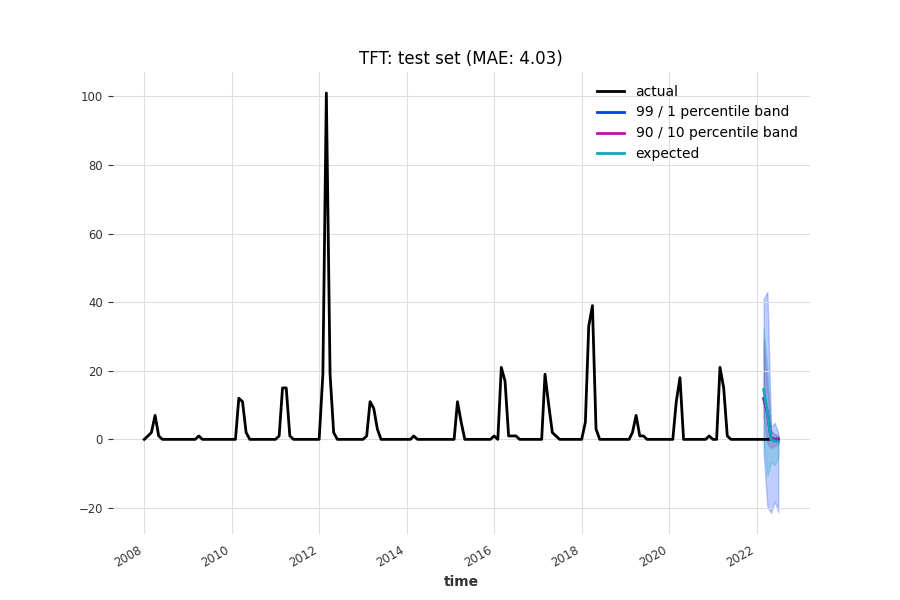 TFT: test set (MAE: 4.03)
actual
99 / 1 percentile band
90 / 10 percentile band
expected
100
80
60
40
20
0
−20
2008
2010
2012
2014
2016
2018
2020
2022
time